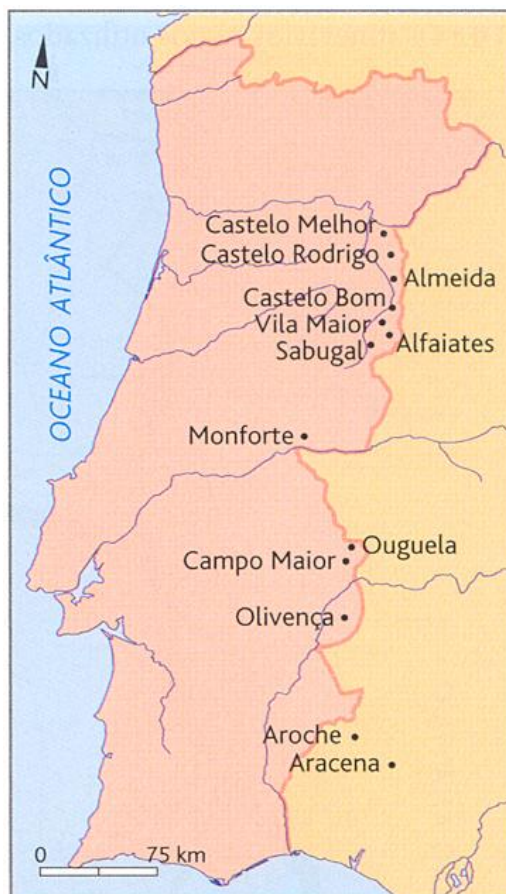 N
OCEANO ATLÂNTICO
Castelo Melhor
Castelo Rodrigo
Almeida
Castelo Bom
Vila Maior
Alfaiates
Sabugal
Monforte
Ouguela
Campo Maior
Olivença
Aroche
Aracena
0 75 km